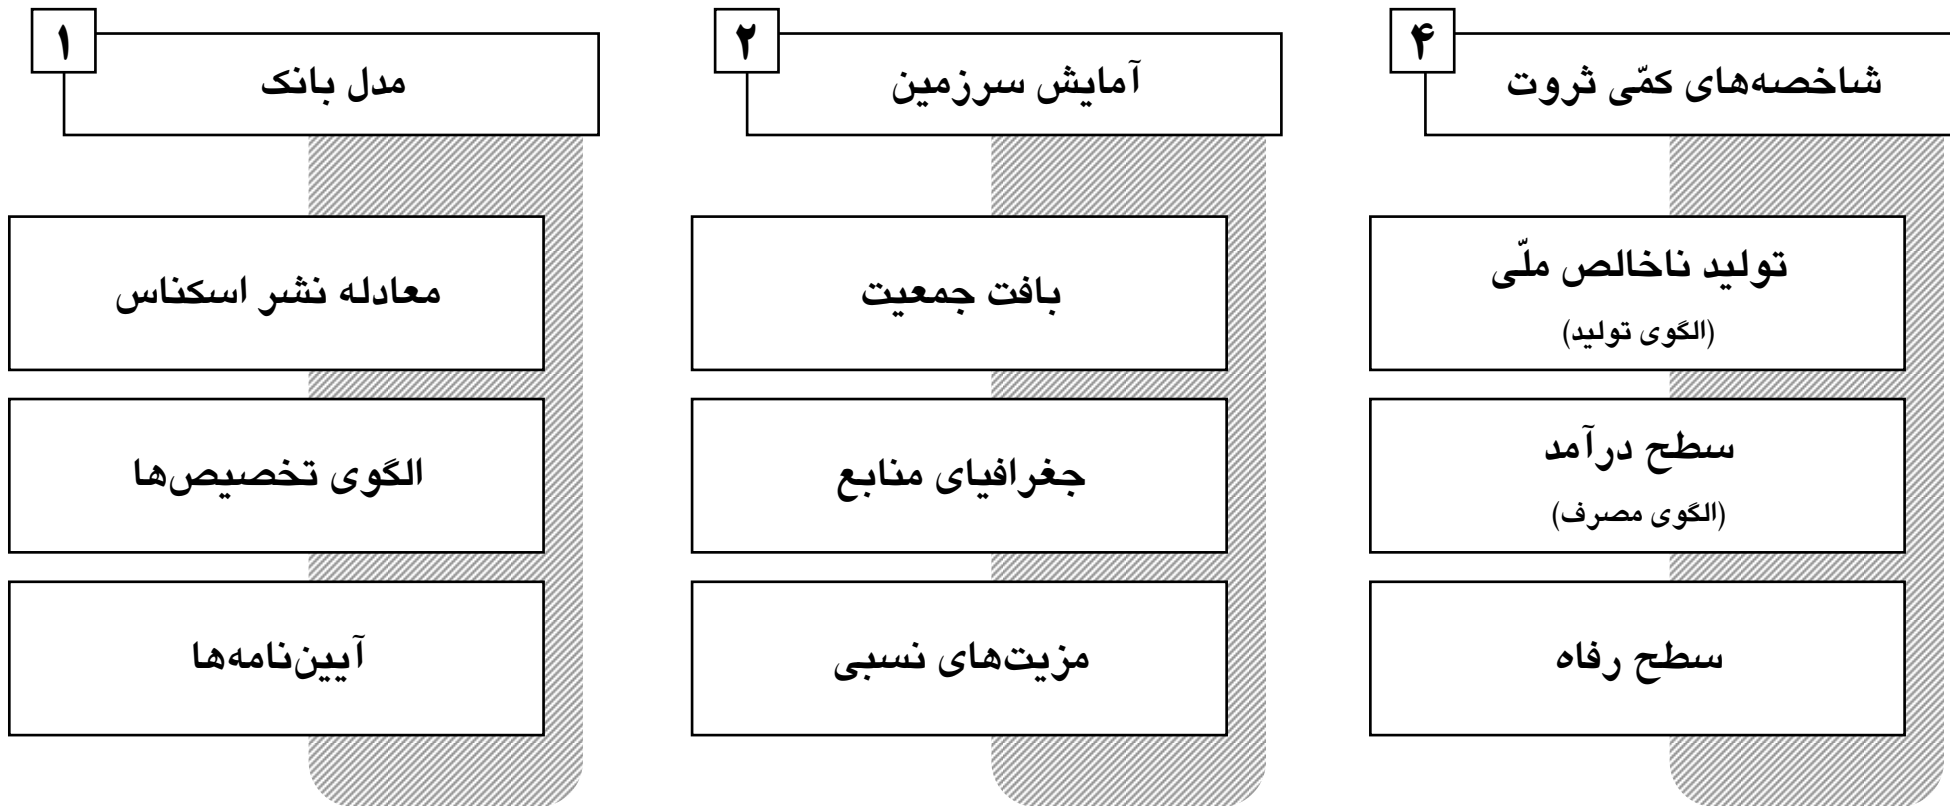 ۱
مدل بانک
معادله نشر اسکناس
الگوی تخصیص‌ها
آیین‌نامه‌ها
۲
آمایش سرزمین
بافت جمعیت
جغرافیای منابع
مزیت‌های نسبی
۴
شاخصه‌های کمّی ثروت
تولید ناخالص ملّی
(الگوی تولید)
سطح درآمد
(الگوی مصرف)
سطح رفاه